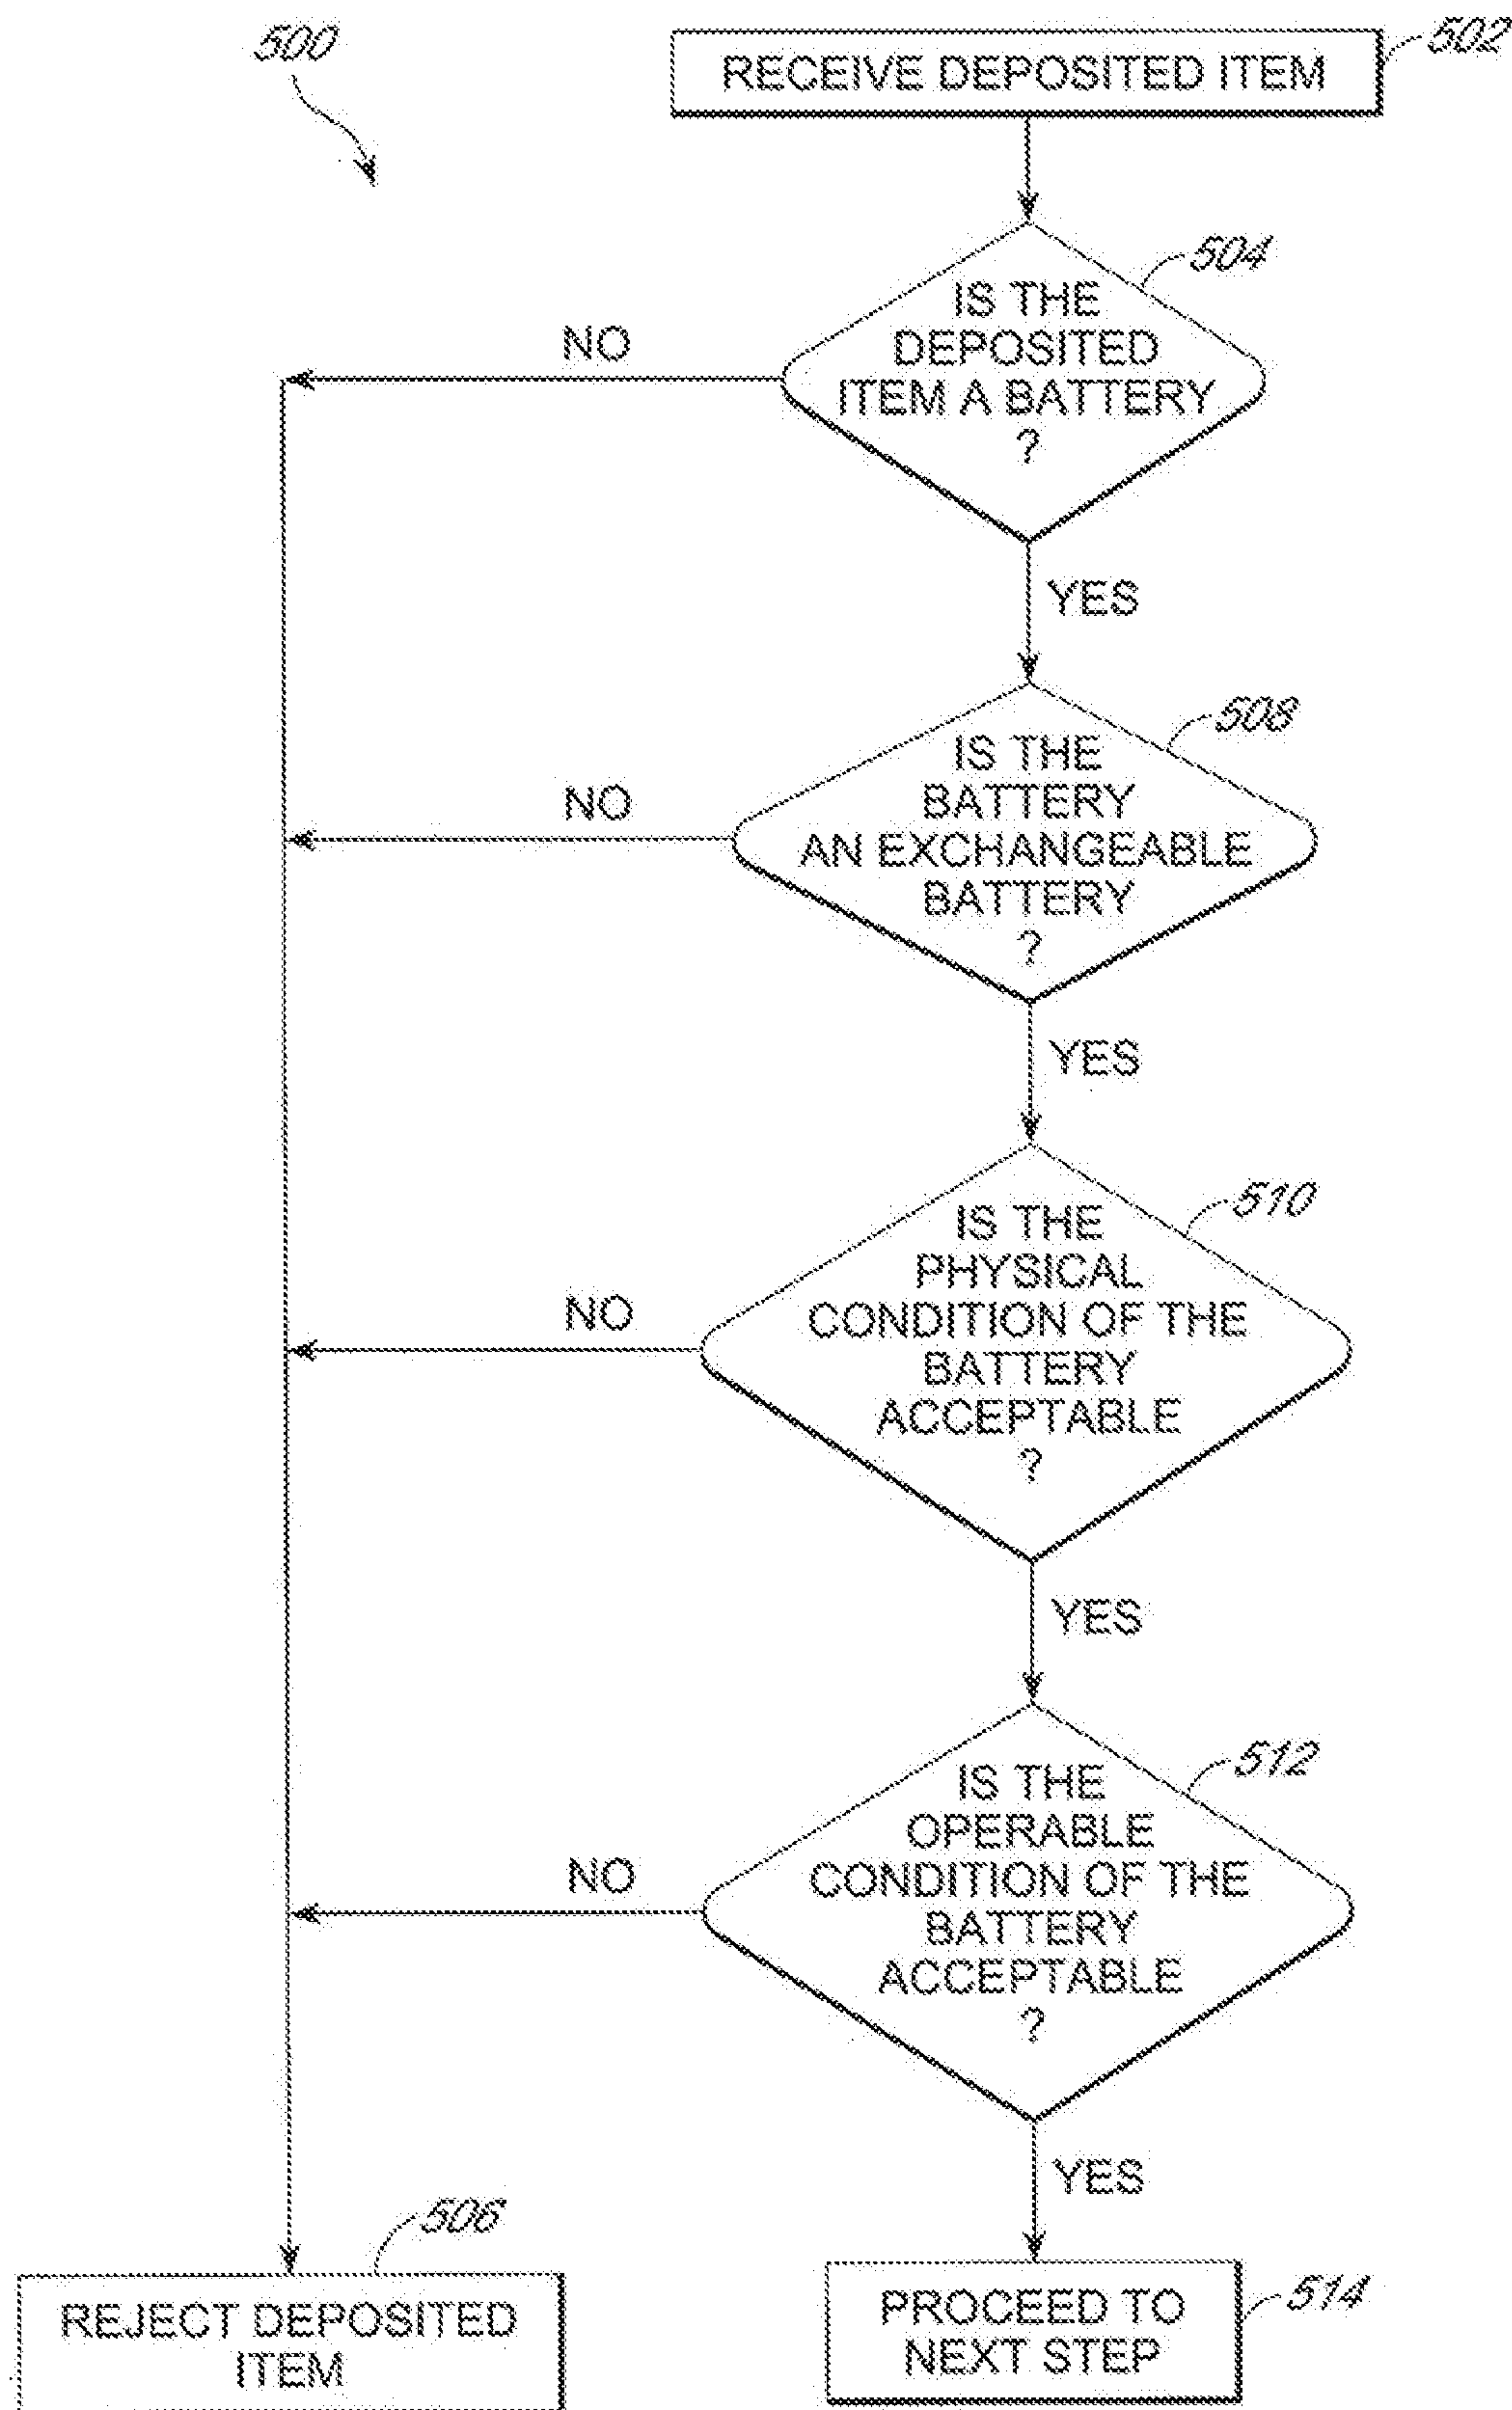 500
502
RECEIVE DEPOSITED ITEM
504
IS THE
DEPOSITED
ITEM A BATTERY
?
NO
YES
508
IS THE
BATTERY
AN EXCHANGEABLE
BATTERY
?
NO
YES
510
IS THE
PHYSICAL
CONDITION OF THE
BATTERY
ACCEPTABLE
?
NO
YES
512
IS THE
OPERABLE
CONDITION OF THE
BATTERY
ACCEPTABLE
?
NO
YES
506
REJECT DEPOSITED
ITEM
514
PROCEED TO
NEXT STEP